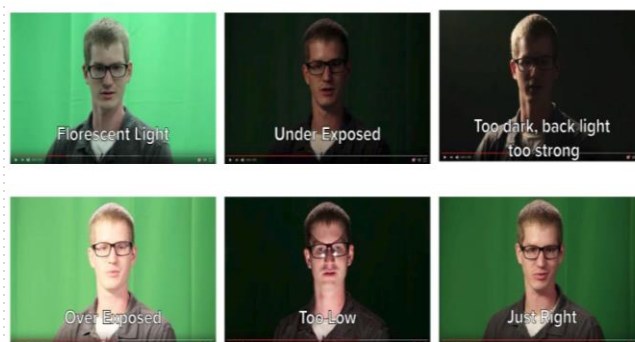 Florescent Light
Under Exposed
Too dark, back light
too strong
Over Exposed
Too Low
Just Right